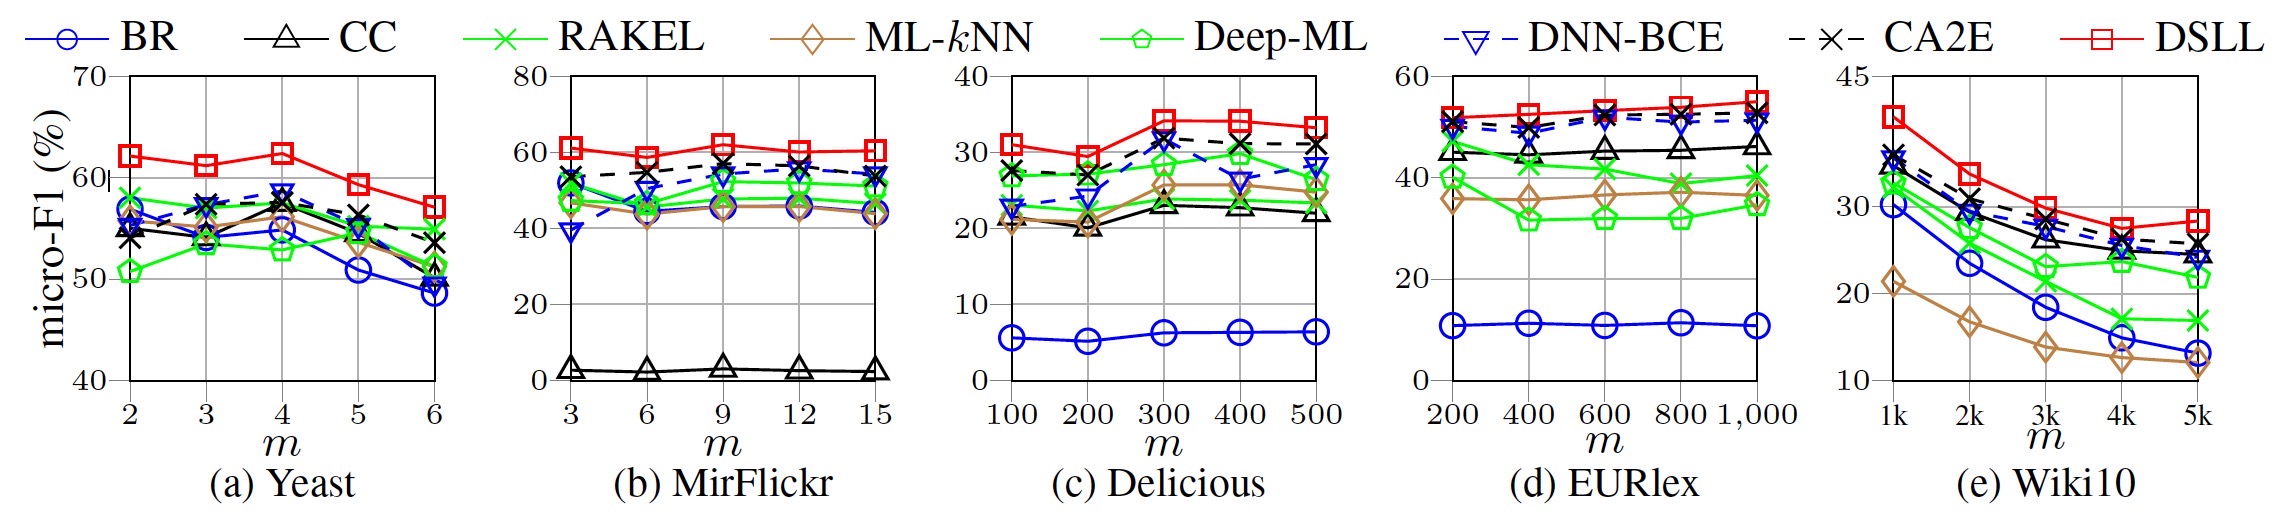 BR CC RAKEL ML-kNN Deep-ML DNN-BCE CA2E DSLL
micro-F1 (%)
70
60
50
40
2 3 4 5 6
m
(a) Yeast
80
60
40
20
0
3 6 9 12 15
m
(b) MirFlickr
40
30
20
10
0
100 200 300 400 500
m
(c) Delicious
60
40
20
0
200 400 600 800 1,000
m
(d) EURlex
45
30
20
10
1k 2k 3k 4k 5k
m
(e) Wiki10